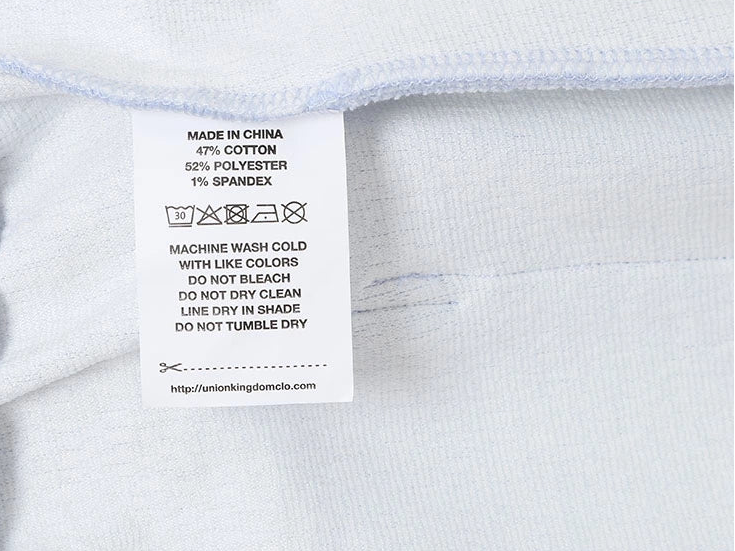 MADE IN CHINA
47% COTTON
52% POLYESTER
1% SPANDEX
30
MACHINE WASH COLD
WITH LIKE COLORS
DO NOT BLEACH
DO NOT DRY CLEAN
LINE DRY IN SHADE
DO NOT TUMBLE DRY
http://unionkingdomclo.com